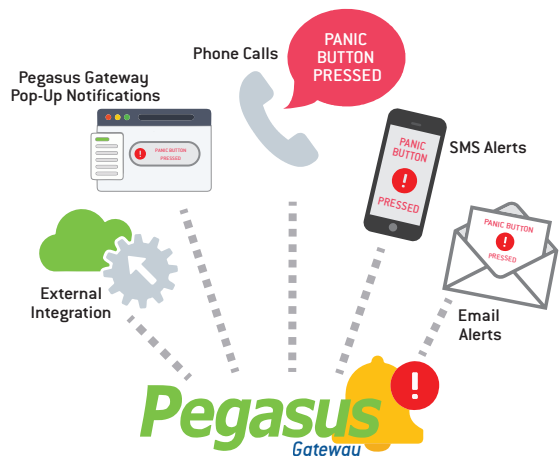 Phone Calls
PANIC
BUTTON
PRESSED
Pegasus Gateway
Pop-Up Notifications
PANIC BUTTON
PRESSED
!
PANIC
BUTTON
!
PRESSED
SMS Alerts
PANIC BUTTON
!
PRESSED
External
Integration
Email
Alerts
!
Pegasus
Gateway